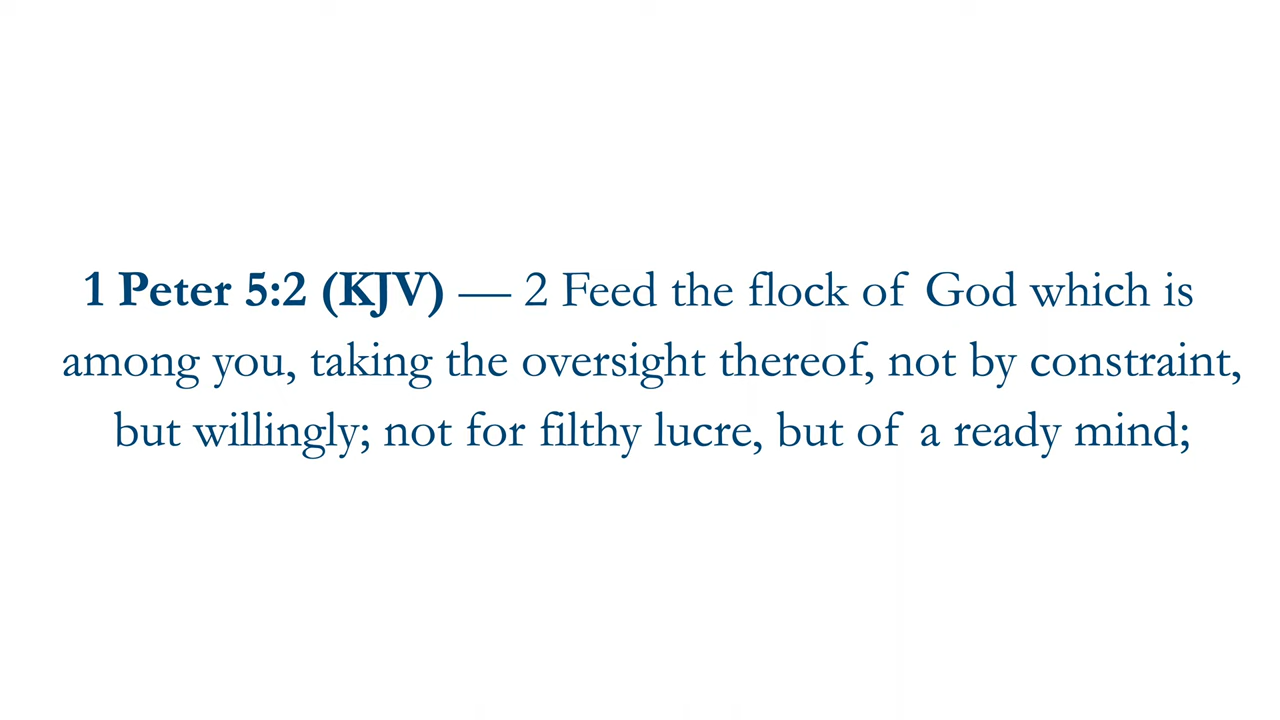 1 Peter 5:2 (KJV) — 2 Feed the flock of God which is
among you, taking the oversight thereof, not by constraint,
but willingly; not for filthy lucre, but of a ready mind;